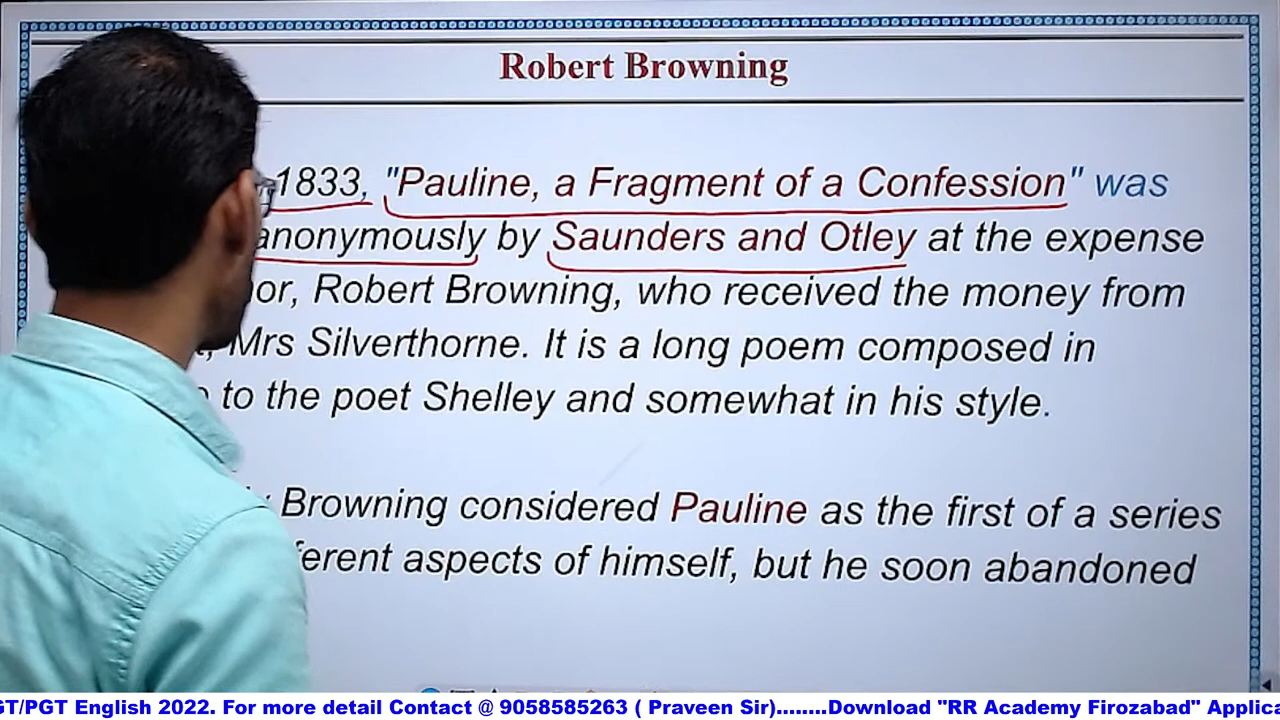 Robert Browning
1833, "Pauline, a Fragment of a Confession" was
anonymously by Saunders and Otley at the expense
Robert Browning, who received the money from
Mrs Silverthorne. It is a long poem composed in
to the poet Shelley and somewhat in his style.
Browning considered Pauline as the first of a series
aspects of himself, but he soon abandoned
GT/PGT English 2022. For more detail Contact @ 9058585263 ( Praveen Sir)........Download "RR Academy Firozabad" Applica